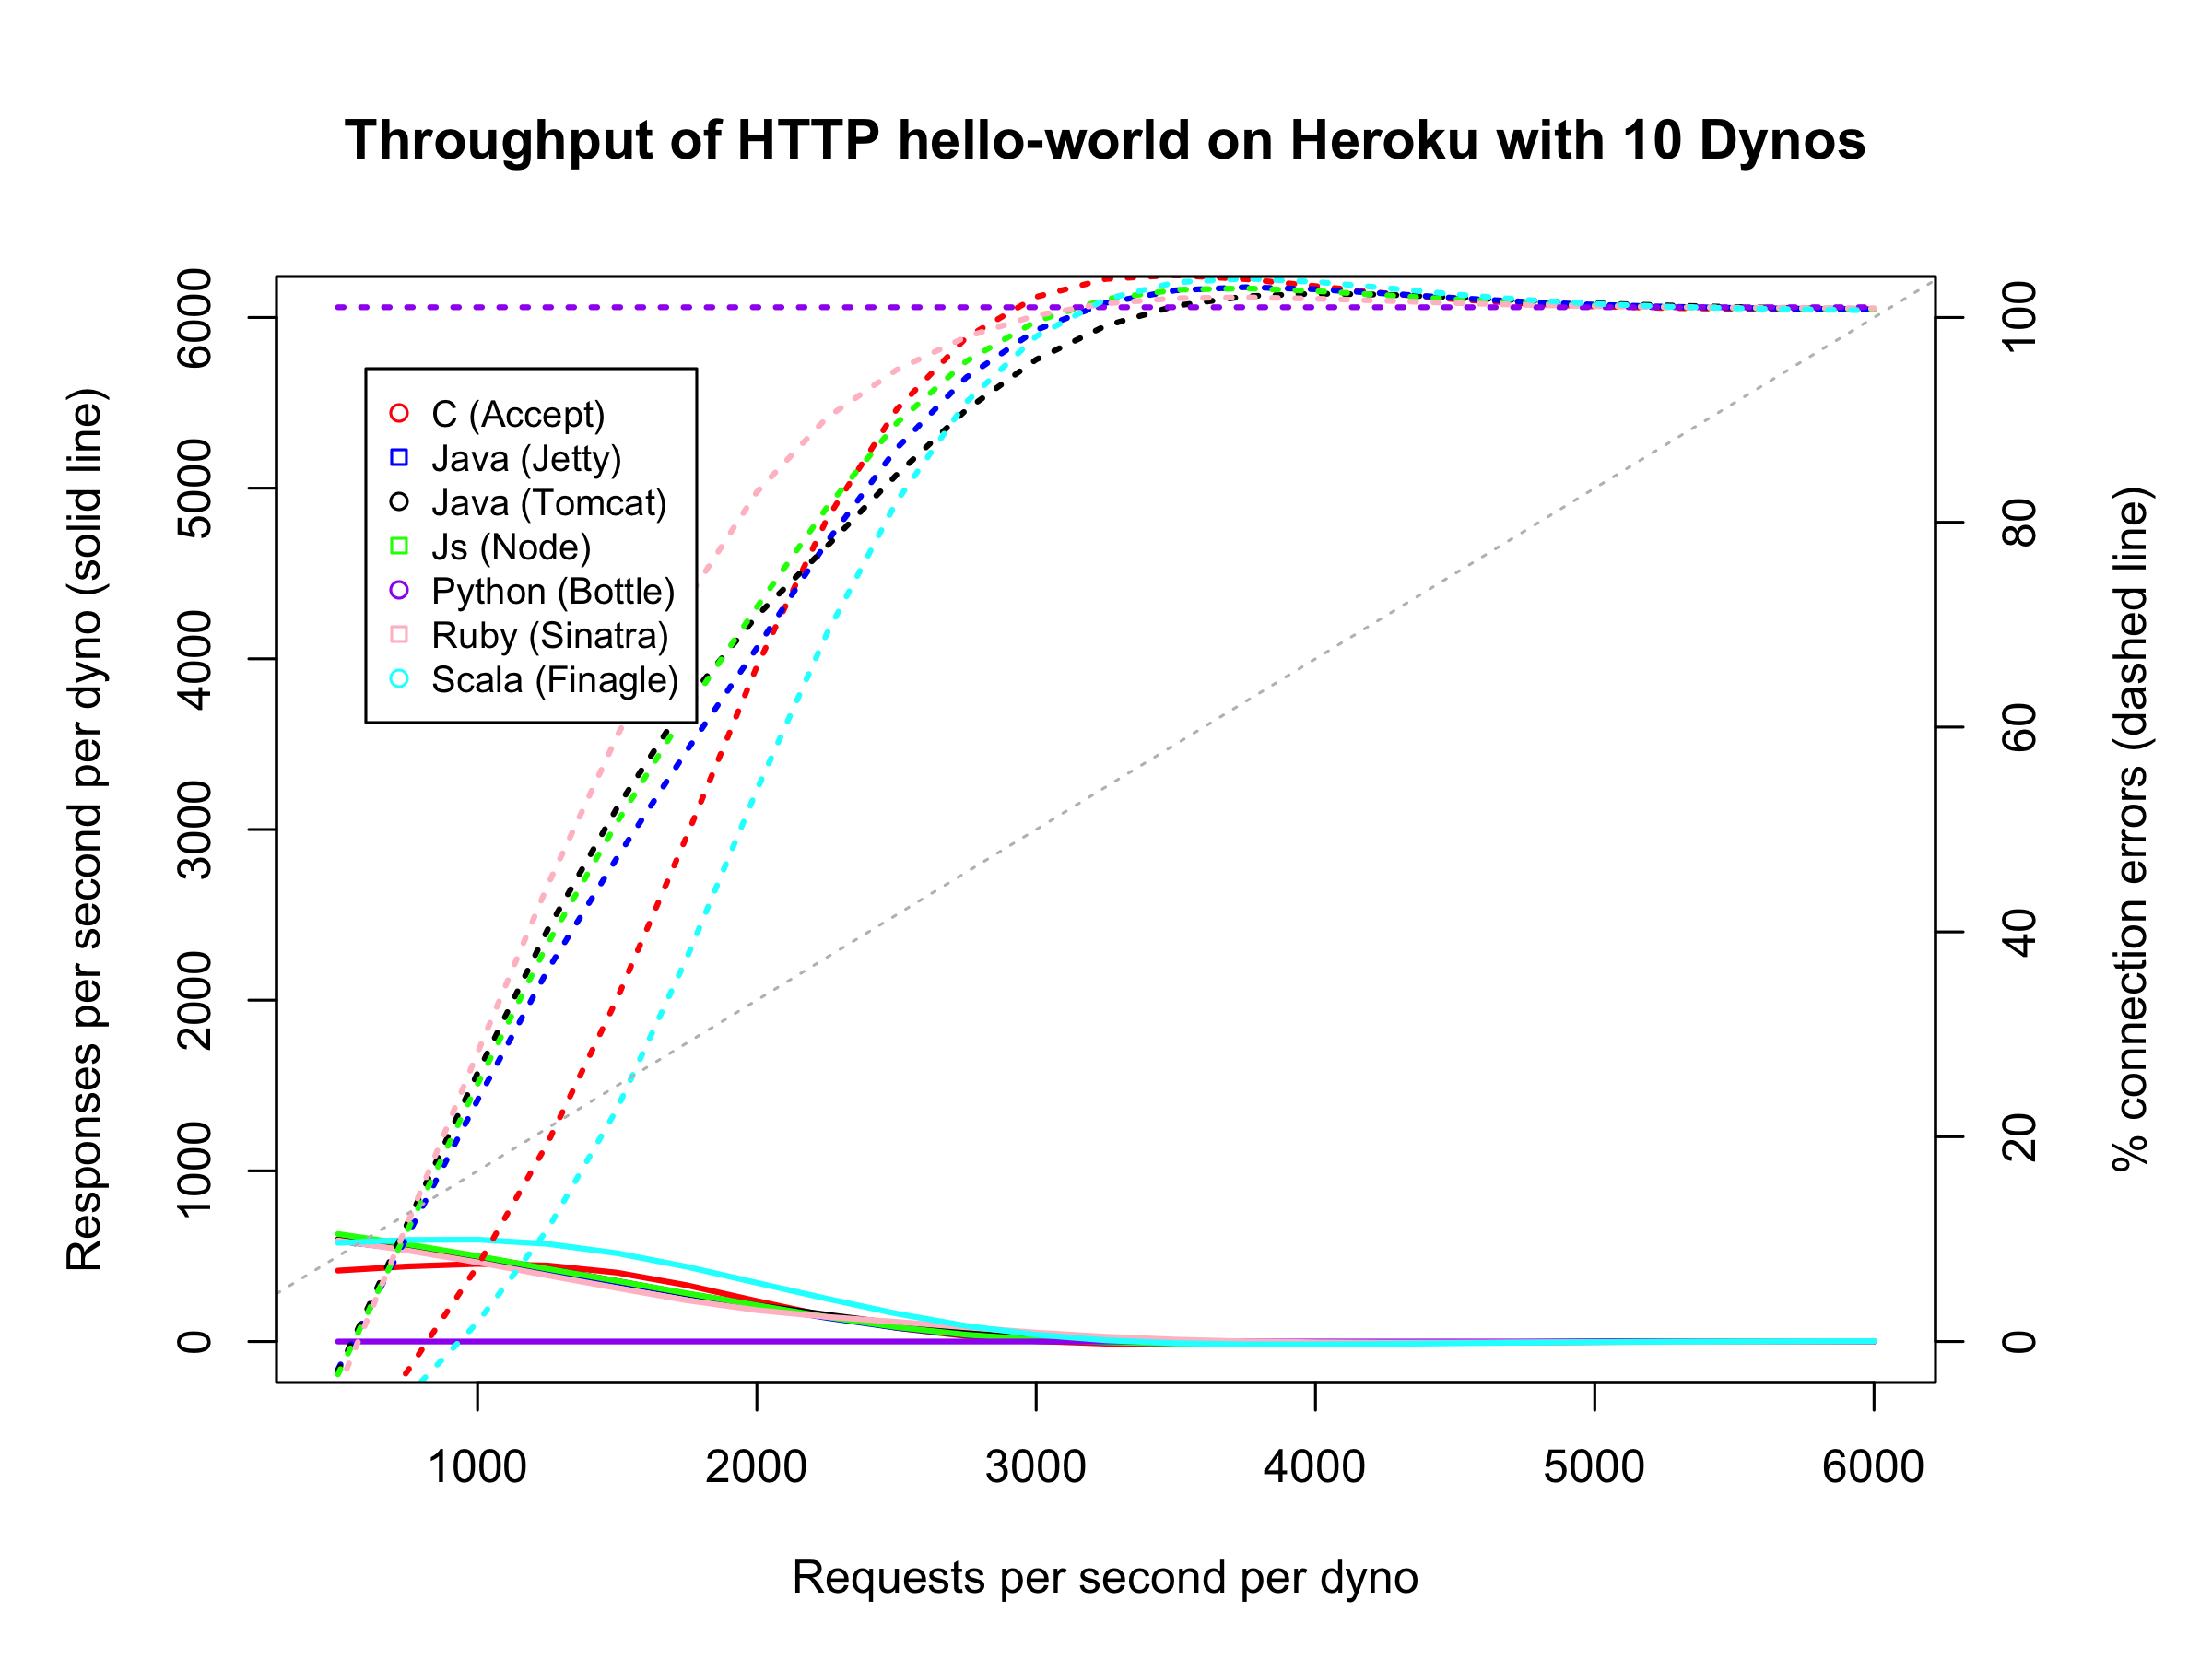 Throughput of HTTP hello-world on Heroku with 10 Dynos
Responses per second per dyno (solid line)
0
1000
2000
3000
4000
5000
6000
C (Accept)
Java (Jetty)
Java (Tomcat)
Js (Node)
Python (Bottle)
Ruby (Sinatra)
Scala (Finagle)
0
20
40
60
80
100
% connection errors (dashed line)
1000 2000 3000 4000 5000 6000
Requests per second per dyno